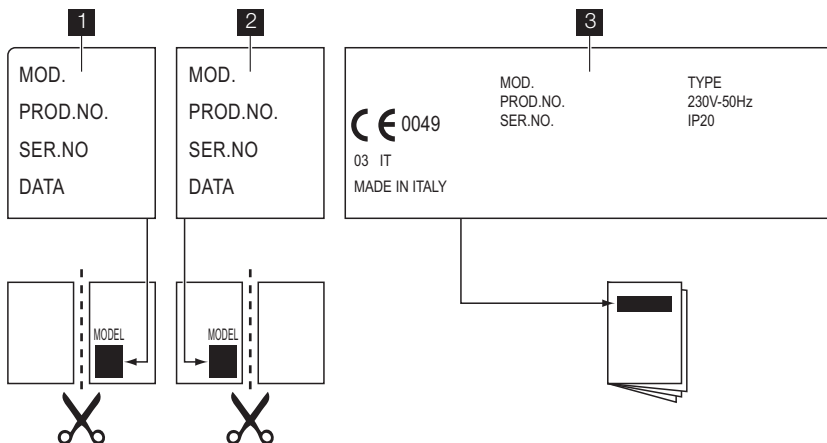 1
MOD.
PROD.NO.
SER.NO
DATA
2
MOD.
PROD.NO.
SER.NO
DATA
3
MOD.
PROD.NO.
SER.NO.
TYPE
230V-50Hz
IP20
CE 0049
03 IT
MADE IN ITALY
MODEL
MODEL